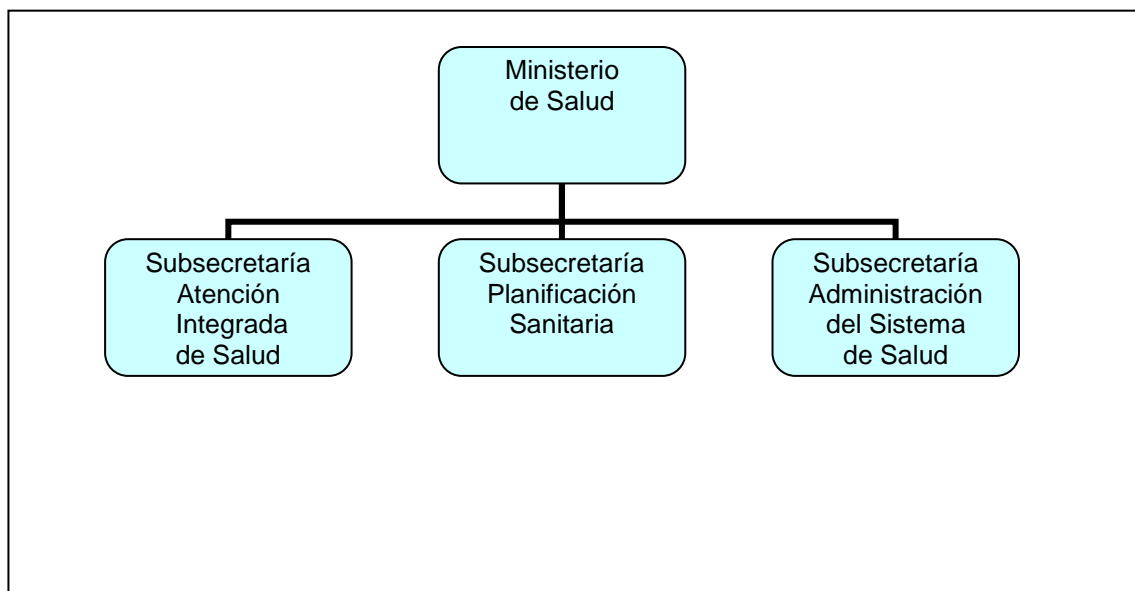 Ministerio
de Salud
Subsecretaría
Atención
Integrada
de Salud
Subsecretaría
Planificación
Sanitaria
Subsecretaría
Administración
del Sistema
de Salud